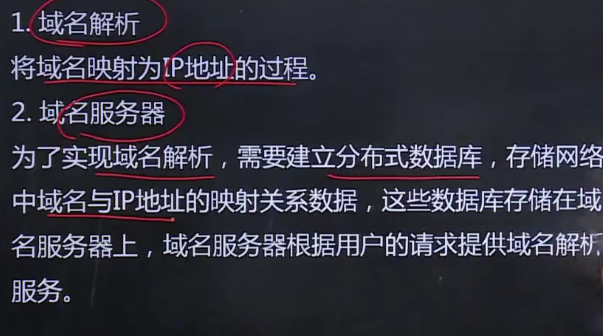 1. 域名解析
将域名映射为IP地址的过程。
2. 域名服务器
为了实现域名解析，需要建立分布式数据库，存储网络
中域名与IP地址的映射关系数据，这些数据库存储在域
名服务器上，域名服务器根据用户的请求提供域名解析
服务。